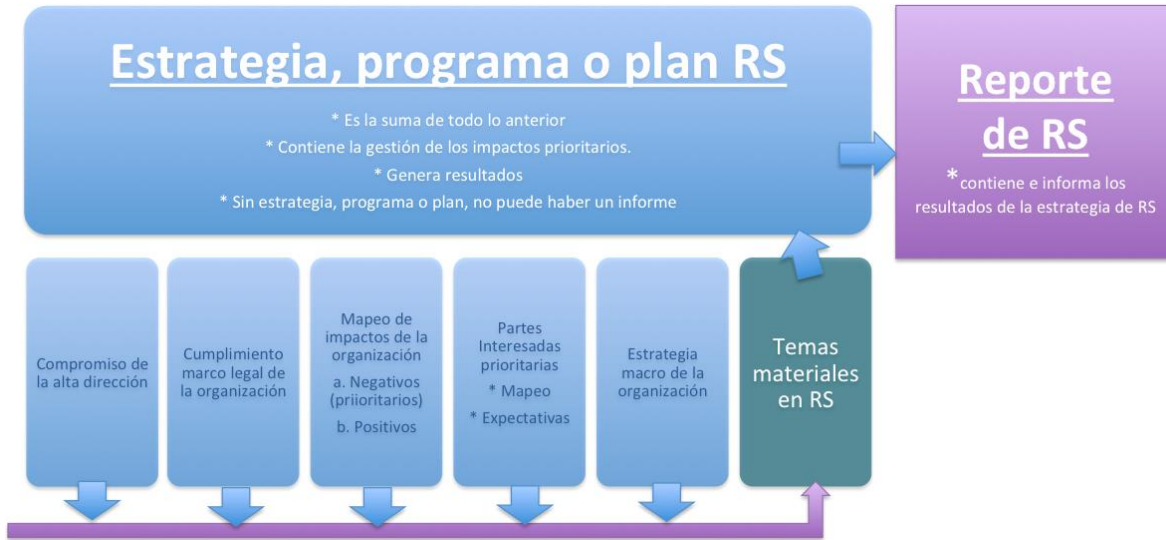 Estrategia, programa o plan RS
* Es la suma de todo lo anterior
* Contiene la gestión de los impactos prioritarios.
* Genera resultados
* Sin estrategia, programa o plan, no puede haber un informe
Reporte
de RS
*contiene e informa los
resultados de la estrategia de RS
Compromiso de
la alta dirección
Cumplimiento
marco legal de
la organización
Mapeo de
impactos de la
organización
a. Negativos
(priioritarios)
b. Positivos
Partes
Interesadas
prioritarias
* Mapeo
* Expectativas
Estrategia
macro de la
organización
Temas
materiales
en RS